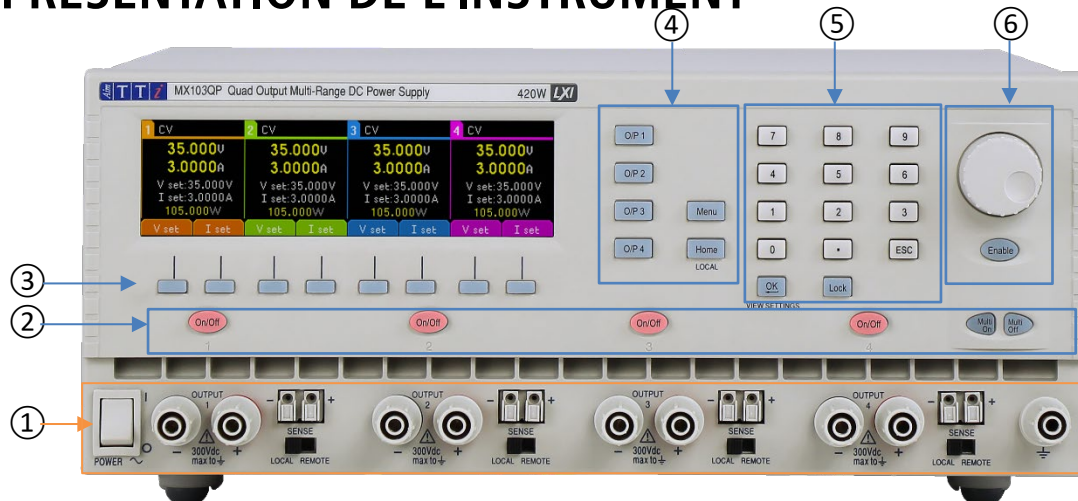 PRÉSENTATION DE L'INSTRUMENT
4 5 6
aim TTi MX103QP Quad Output Multi-Range DC Power Supply 420W LXI
1 CV 2 CV 3 CV 4 CV
35.000V 35.000V 35.000V 35.000V
3.0000A 3.0000A 3.0000A 3.0000A
V set:35.000V V set:35.000V V set:35.000V V set:35.000V
I set:3.0000A I set:3.0000A I set:3.0000A I set:3.0000A
105.000W 105.000W 105.000W 105.000W
V set I set V set I set V set I set V set I set
O/P 1
O/P 2
O/P 3 Menu
O/P 4 Home
LOCAL
7 8 9
4 5 6
1 2 3
0 • ESC
OK Lock
VIEW SETTINGS
Enable
3
2
On/Off On/Off On/Off On/Off Multi On Multi Off
1 2 3 4
1
POWER I O
OUTPUT 1 - + 300Vdc max to - + SENSE LOCAL REMOTE
OUTPUT 2 - + 300Vdc max to - + SENSE LOCAL REMOTE
OUTPUT 3 - + 300Vdc max to - + SENSE LOCAL REMOTE
OUTPUT 4 - + 300Vdc max to - + SENSE LOCAL REMOTE